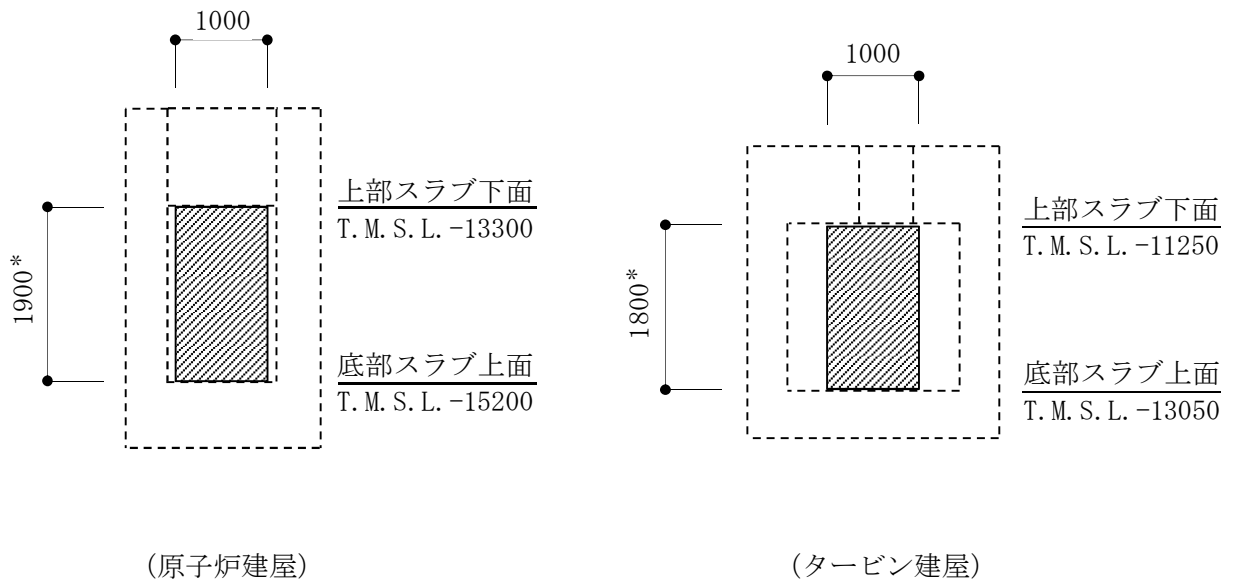 1000
上部スラブ下面
T.M.S.L.-13300
1900*
底部スラブ上面
T.M.S.L.-15200
(原子炉建屋)
1000
上部スラブ下面
T.M.S.L.-11250
1800*
底部スラブ上面
T.M.S.L.-13050
(タービン建屋)